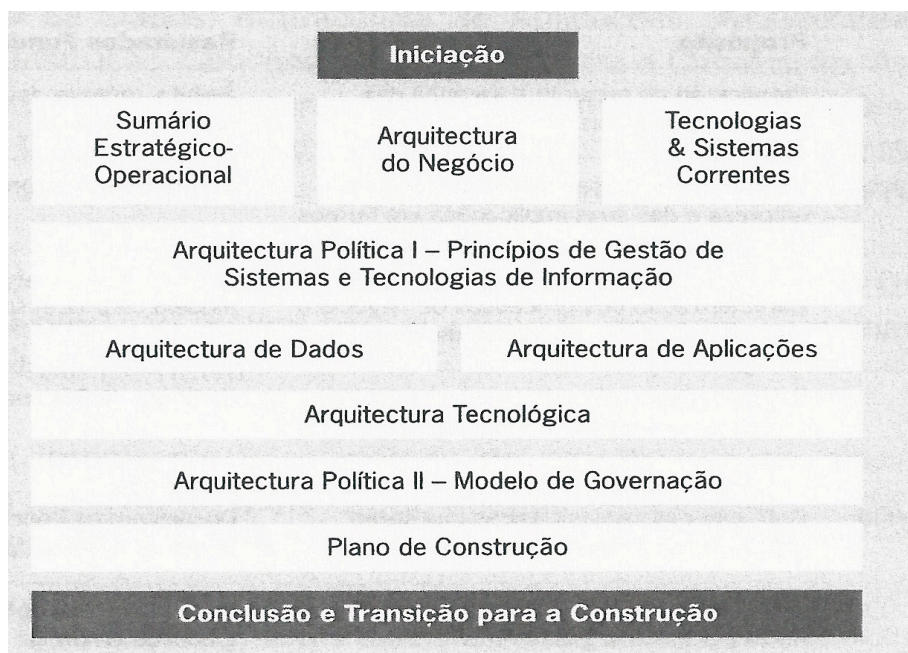 Iniciação
Sumário
Estratégico-
Operacional
Arquitectura
do Negócio
Tecnologias
& Sistemas
Correntes
Arquitectura Política I – Princípios de Gestão de
Sistemas e Tecnologias de Informação
Arquitectura de Dados
Arquitectura de Aplicações
Arquitectura Tecnológica
Arquitectura Política II – Modelo de Governação
Plano de Construção
Conclusão e Transição para a Construção